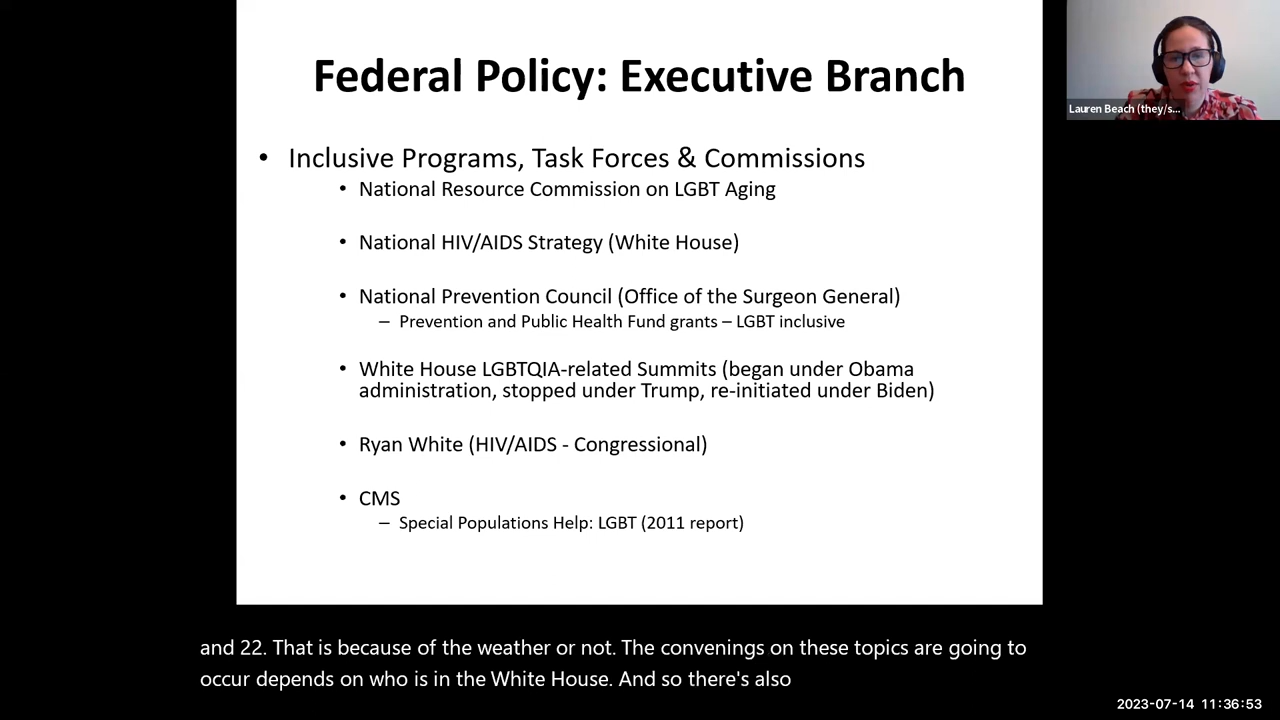 Federal Policy: Executive Branch
Lauren Beach (they/s...
• Inclusive Programs, Task Forces & Commissions
• National Resource Commission on LGBT Aging
• National HIV/AIDS Strategy (White House)
• National Prevention Council (Office of the Surgeon General)
– Prevention and Public Health Fund grants – LGBT inclusive
• White House LGBTQIA-related Summits (began under Obama
administration, stopped under Trump, re-initiated under Biden)
• Ryan White (HIV/AIDS - Congressional)
• CMS
– Special Populations Help: LGBT (2011 report)
and 22. That is because of the weather or not. The convenings on these topics are going to
occur depends on who is in the White House. And so there's also
2023-07-14 11:36:53